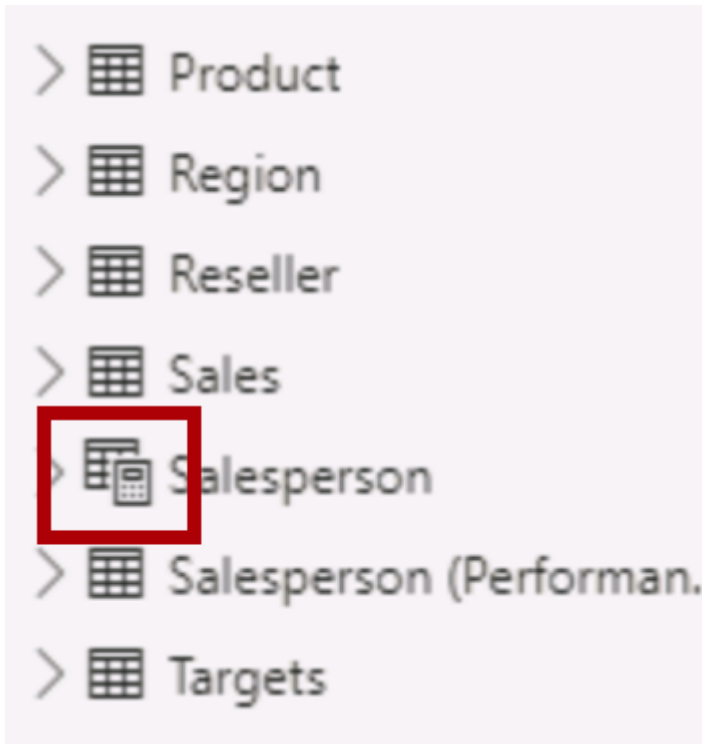 Product
Region
Reseller
Sales
Salesperson
Salesperson (Performan.
Targets